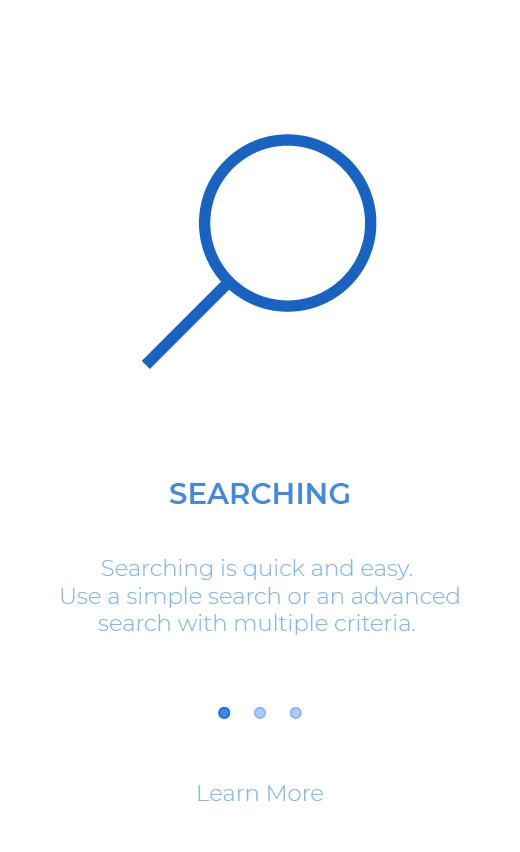 SEARCHING
Searching is quick and easy.
Use a simple search or an advanced
search with multiple criteria.
Learn More